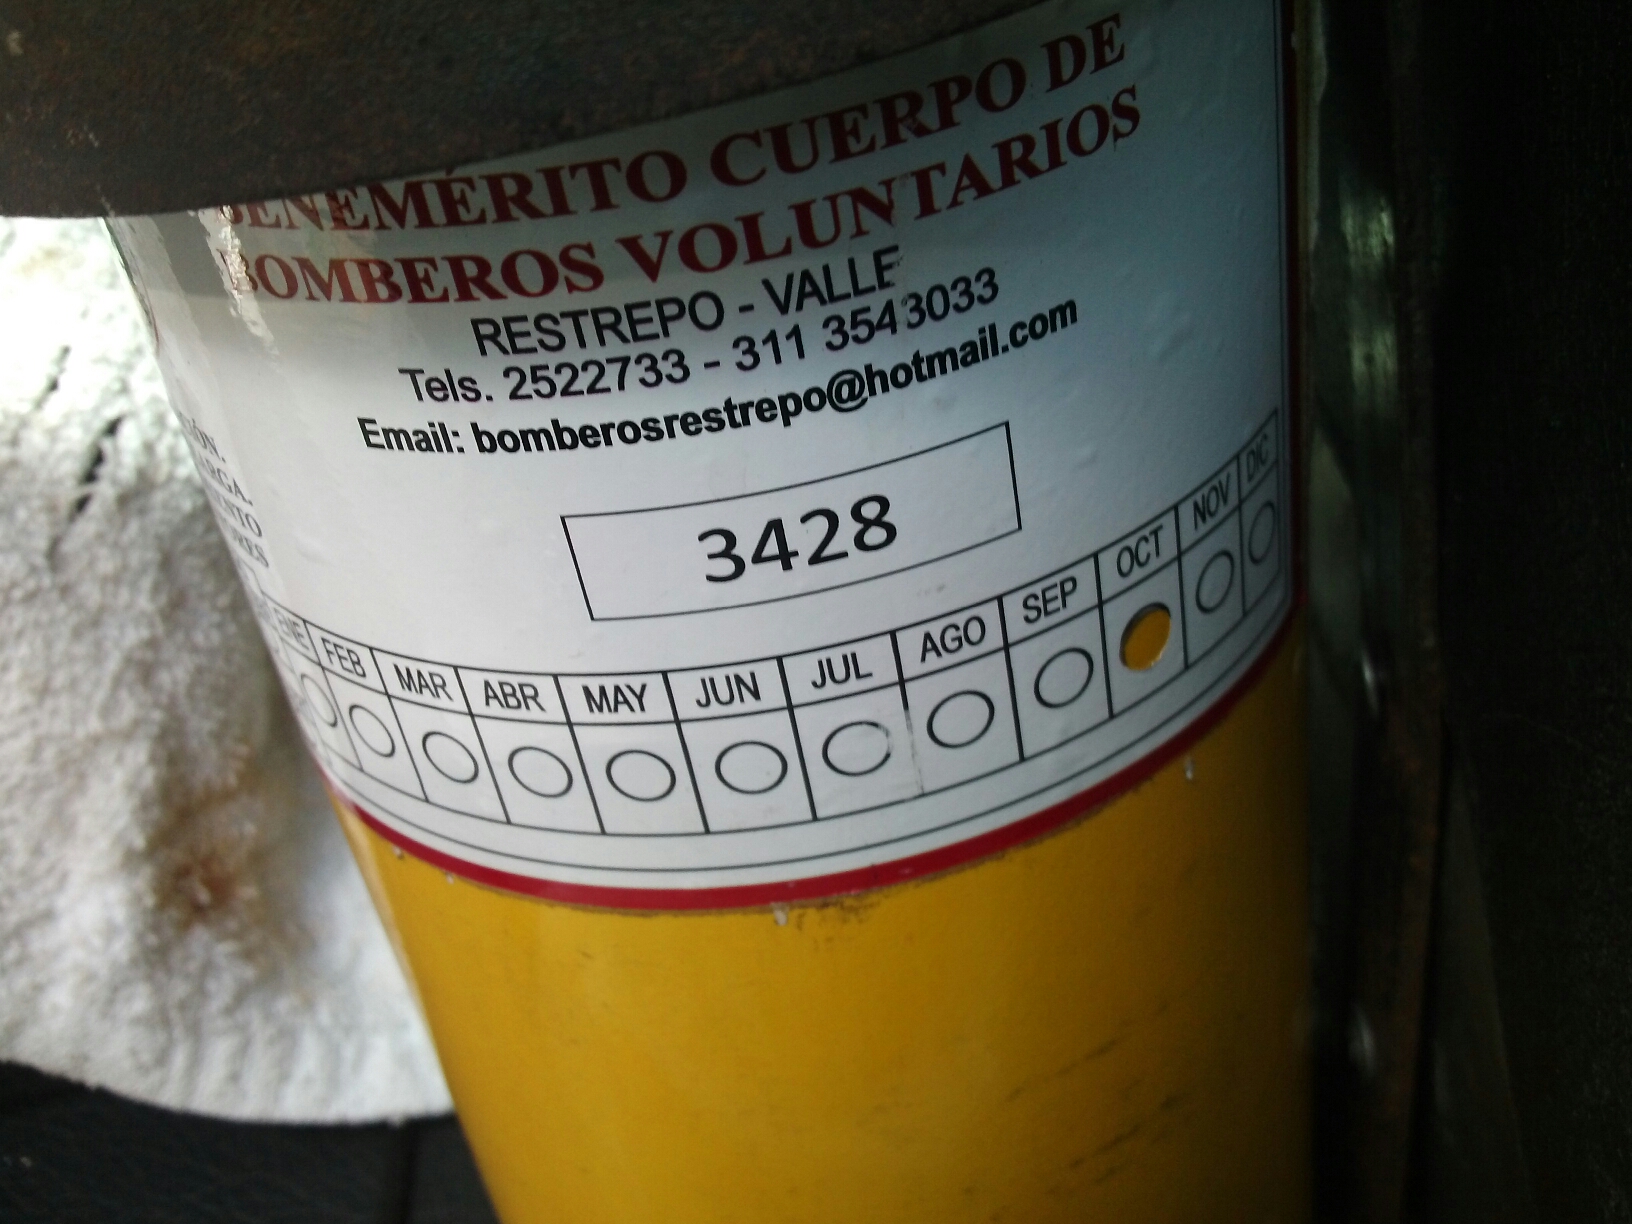 BENEMÉRITO CUERPO DE
BOMBEROS VOLUNTARIOS
RESTREPO - VALLE
Tels. 2522733 - 311 3543033
Email: bomberosrestrepo@hotmail.com
3428
ENE FEB MAR ABR MAY JUN JUL AGO SEP OCT NOV DIC